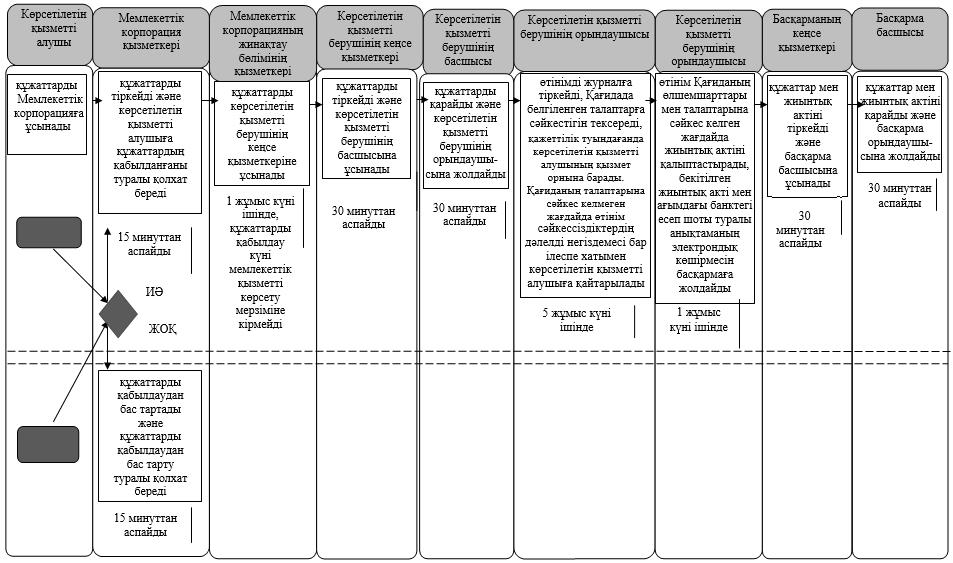 Көрсетілетін
қызметті
алушы
Мемлекеттік
корпорация
қызметкері
Мемлекеттік
корпорацияның
жинақтау
бөлімінің
қызметкері
Көрсетілетін
қызметті
берушінің кеңсе
қызметкері
Көрсетілетін
қызметті
берушінің
басшысы
Көрсетілетін қызметті
берушінің орындаушысы
Көрсетілетін
қызметті
берушінің
орындаушысы
Басқарманың
кеңсе
қызметкері
Басқарма
басшысы
құжаттарды
Мемлекеттік
корпорацияға
ұсынады
құжаттарды
тіркейді және
көрсетілетін
қызметті
алушыға
құжаттардың
қабылданғаны
туралы қолхат
береді
15 минуттан
аспайды
ИӘ
ЖОҚ
құжаттарды
қабылдаудан
бас тартады
және
құжаттарды
қабылдаудан
бас тарту
туралы қолхат
береді
15 минуттан
аспайды
құжаттарды
көрсетілетін
қызметті
берушінің
кеңсе
қызметкеріне
ұсынады
1 жұмыс күні
ішінде,
құжаттарды
қабылдау
күні
мемлекеттік
қызметті
көрсету
мерзіміне
кірмейді
құжаттарды
тіркейді және
көрсетілетін
қызметті
берушінің
басшысына
ұсынады
30 минуттан
аспайды
құжаттарды
қарайды және
көрсетілетін
қызметті
берушінің
орындаушы-
сына жолдайды
30 минуттан
аспайды
өтінімді журналға
тіркейді, Қағидада
белгіленген талаптарға
сәйкестігін тексереді,
қажеттілік туындағанда
көрсетілетін қызметті
алушының қызмет
орнына барады.
Қағиданың талаптарына
сәйкес келмеген
жағдайда өтінім
сәйкессіздіктердің
дәлелді негіздемесі бар
ілеспе хатымен
көрсетілетін қызметті
алушыға қайтарылады
5 жұмыс күні
ішінде
өтінім Қағиданың
өлшемшарттары
мен талаптарына
сәйкес келген
жағдайда
жиынтық актіні
қалыптастырады,
бекітілген
жиынтық акті мен
ағымдағы банктегі
есеп шоты туралы
анықтаманың
электрондық
көшірмесін
басқармаға
жолдайды
1 жұмыс
күні ішінде
құжаттар мен
жиынтық
актіні
тіркейді
және
басқарма
басшысына
ұсынады
30
минуттан
аспайды
құжаттар мен
жиынтық актіні
қарайды және
басқарма
орындаушы-
сына жолдайды
30 минуттан
аспайды